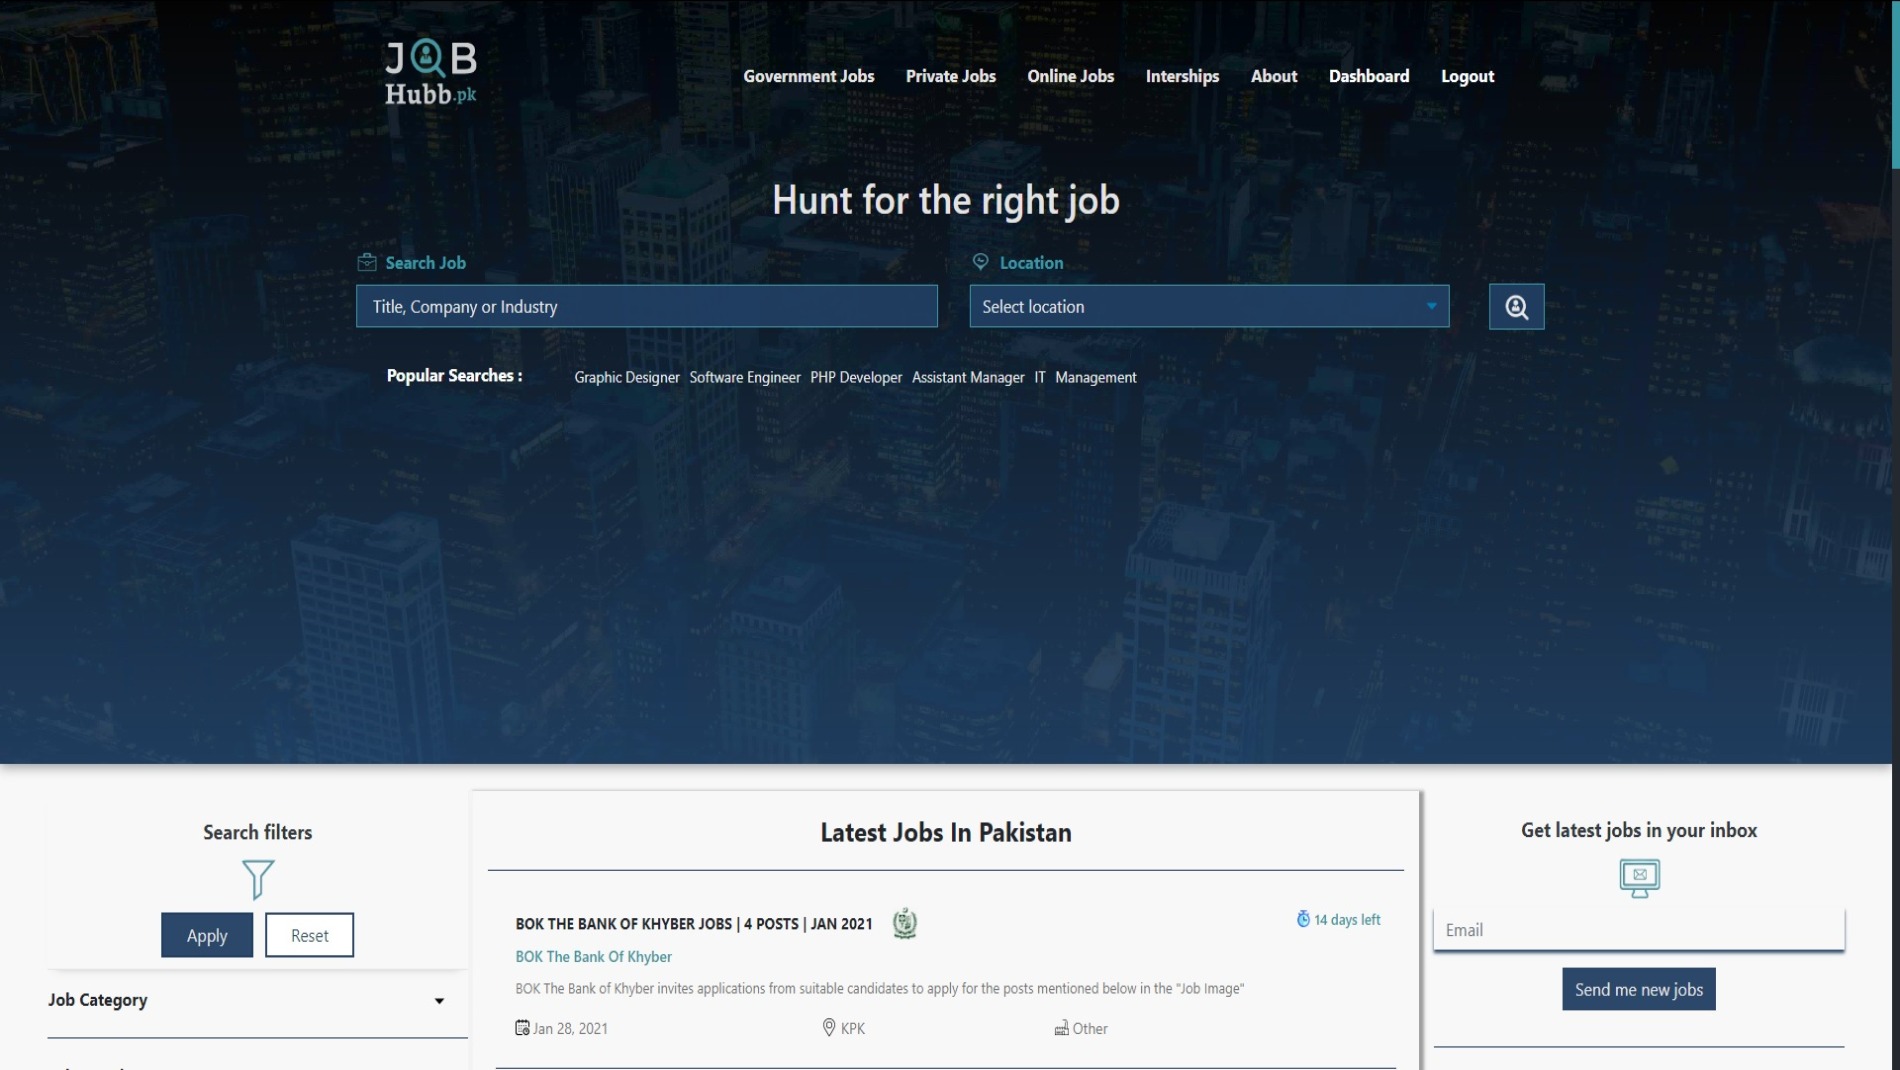 JOB
Hubb.pk
Government Jobs Private Jobs Online Jobs Interships About Dashboard Logout
Hunt for the right job
Search Job
Location
Title, Company or Industry
Select location
Popular Searches : Graphic Designer Software Engineer PHP Developer Assistant Manager IT Management
Search filters
Apply Reset
Job Category
Latest Jobs In Pakistan
BOK THE BANK OF KHYBER JOBS | 4 POSTS | JAN 2021
14 days left
BOK The Bank Of Khyber
BOK The Bank of Khyber invites applications from suitable candidates to apply for the posts mentioned below in the "Job Image"
Jan 28, 2021 KPK Other
Get latest jobs in your inbox
Email
Send me new jobs